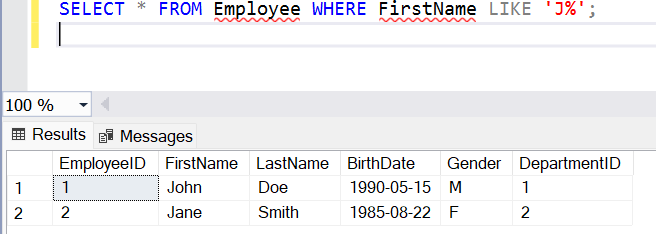 SELECT * FROM Employee WHERE FirstName LIKE 'J%';
100 %
Results Messages
EmployeeID FirstName LastName BirthDate Gender DepartmentID
1 1 John Doe 1990-05-15 M 1
2 2 Jane Smith 1985-08-22 F 2